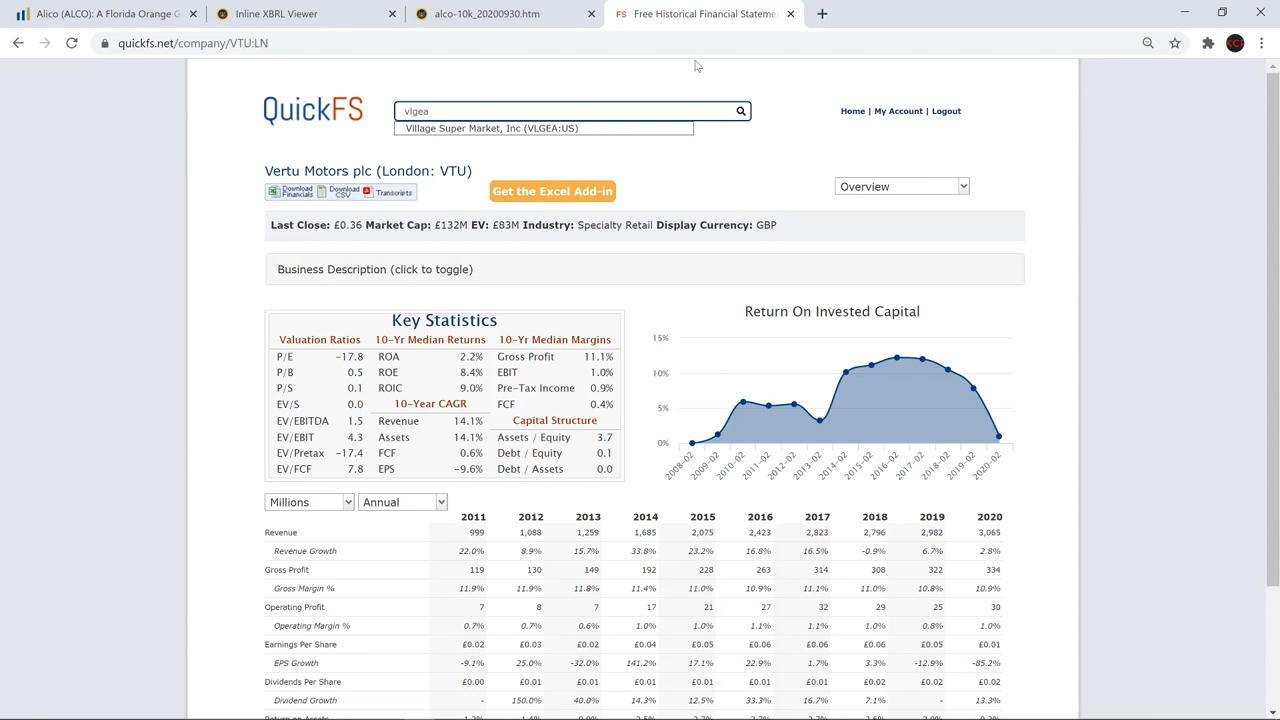 Alico (ALCO): A Florida Orange G
Inline XBRL Viewer
alco-10k_20200930.htm
FS Free Historical Financial Stateme
quickfs.net/company/VTU:LN
QuickFS
vlgea
Village Super Market, Inc (VLGEA:US)
Home | My Account | Logout
Vertu Motors plc (London: VTU)
Download Financials Download CSV Transcripts
Get the Excel Add-in
Overview
Last Close: £0.36 Market Cap: £132M EV: £83M Industry: Specialty Retail Display Currency: GBP
Business Description (click to toggle)
Key Statistics
Valuation Ratios 10-Yr Median Returns 10-Yr Median Margins
P/E -17.8 ROA 2.2% Gross Profit 11.1%
P/B 0.5 ROE 8.4% EBIT 1.0%
P/S 0.1 ROIC 9.0% Pre-Tax Income 0.9%
EV/S 0.0 10-Year CAGR FCF 0.4%
EV/EBITDA 1.5 Revenue 14.1% Capital Structure
EV/EBIT 4.3 Assets 14.1% Assets / Equity 3.7
EV/Pretax -17.4 FCF 0.6% Debt / Equity 0.1
EV/FCF 7.8 EPS -9.6% Debt / Assets 0.0
Return On Invested Capital
15%
10%
5%
0%
2008-02 2009-02 2010-02 2011-02 2012-02 2013-02 2014-02 2015-02 2016-02 2017-02 2018-02 2019-02 2020-02
Millions Annual
2011 2012 2013 2014 2015 2016 2017 2018 2019 2020
Revenue 999 1,088 1,259 1,685 2,075 2,423 2,823 2,796 2,982 3,065
Revenue Growth 22.0% 8.9% 15.7% 33.8% 23.2% 16.8% 16.5% -0.9% 6.7% 2.8%
Gross Profit 119 130 149 192 228 263 314 308 322 334
Gross Margin % 11.9% 11.9% 11.8% 11.4% 11.0% 10.9% 11.1% 11.0% 10.8% 10.9%
Operating Profit 7 8 7 17 21 27 32 29 25 30
Operating Margin % 0.7% 0.7% 0.6% 1.0% 1.0% 1.1% 1.1% 1.0% 0.8% 1.0%
Earnings Per Share £0.02 £0.03 £0.02 £0.04 £0.05 £0.06 £0.06 £0.06 £0.05 £0.01
EPS Growth -9.1% 25.0% -32.0% 141.2% 17.1% 22.9% 1.7% 3.3% -12.9% -85.2%
Dividends Per Share £0.00 £0.01 £0.01 £0.01 £0.01 £0.01 £0.01 £0.02 £0.02 £0.02
Dividend Growth - 150.0% 40.0% 14.3% 12.5% 33.3% 16.7% 7.1% - 13.3%